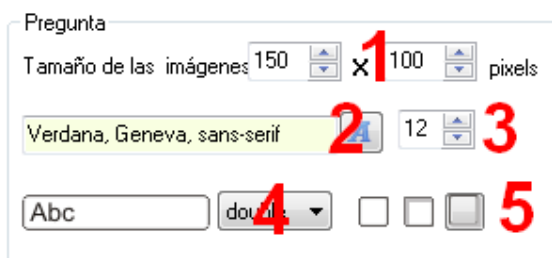 Pregunta
Tamaño de las imágenes 150 x 1 100 pixels
Verdana, Geneva, sans-serif 2 A 12 3
Abc double 4 5